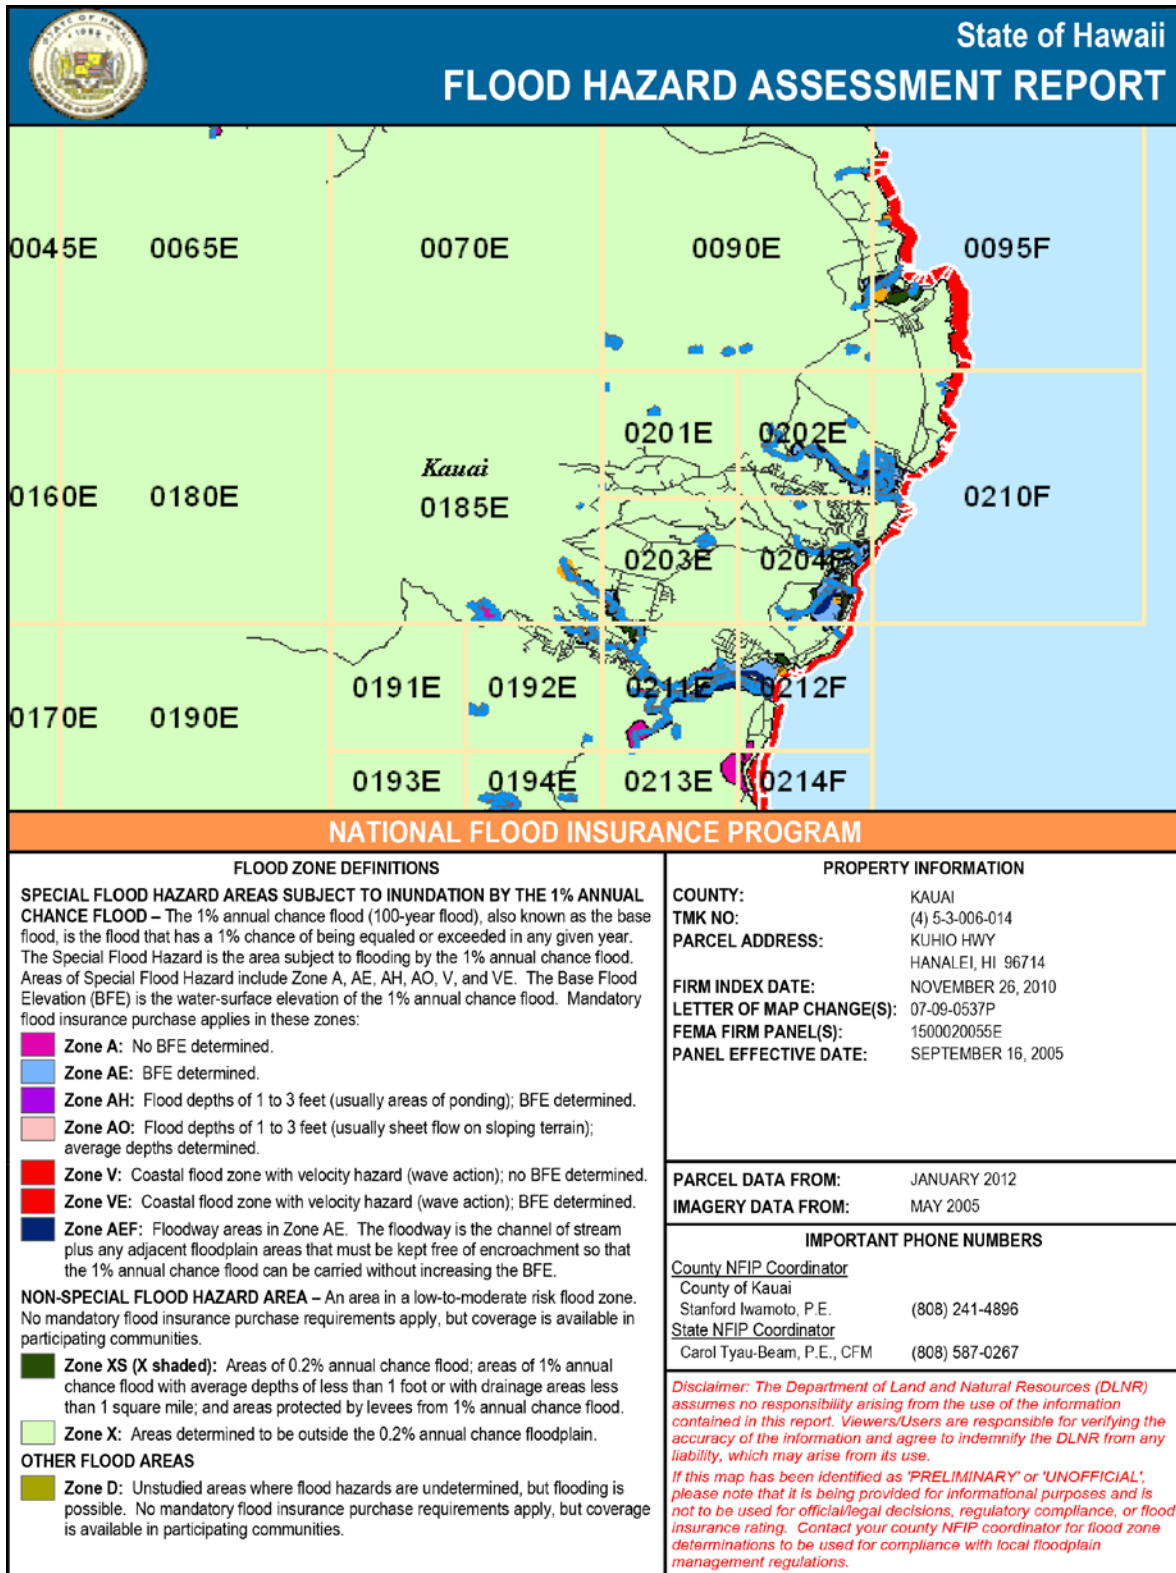 State of Hawaii
FLOOD HAZARD ASSESSMENT REPORT
0045E 0065E 0070E 0090E 0095F
0201E 0202E
Kauai
0160E 0180E 0185E 0210F
0203E 0204F
0191E 0192E 0211E 0212F
0170E 0190E
0193E 0194E 0213E 0214F
NATIONAL FLOOD INSURANCE PROGRAM
FLOOD ZONE DEFINITIONS
SPECIAL FLOOD HAZARD AREAS SUBJECT TO INUNDATION BY THE 1% ANNUAL
CHANCE FLOOD – The 1% annual chance flood (100-year flood), also known as the base
flood, is the flood that has a 1% chance of being equaled or exceeded in any given year.
The Special Flood Hazard is the area subject to flooding by the 1% annual chance flood.
Areas of Special Flood Hazard include Zone A, AE, AH, AO, V, and VE. The Base Flood
Elevation (BFE) is the water-surface elevation of the 1% annual chance flood. Mandatory
flood insurance purchase applies in these zones:
Zone A: No BFE determined.
Zone AE: BFE determined.
Zone AH: Flood depths of 1 to 3 feet (usually areas of ponding); BFE determined.
Zone AO: Flood depths of 1 to 3 feet (usually sheet flow on sloping terrain);
average depths determined.
Zone V: Coastal flood zone with velocity hazard (wave action); no BFE determined.
Zone VE: Coastal flood zone with velocity hazard (wave action); BFE determined.
Zone AEF: Floodway areas in Zone AE. The floodway is the channel of stream
plus any adjacent floodplain areas that must be kept free of encroachment so that
the 1% annual chance flood can be carried without increasing the BFE.
NON-SPECIAL FLOOD HAZARD AREA – An area in a low-to-moderate risk flood zone.
No mandatory flood insurance purchase requirements apply, but coverage is available in
participating communities.
Zone XS (X shaded): Areas of 0.2% annual chance flood; areas of 1% annual
chance flood with average depths of less than 1 foot or with drainage areas less
than 1 square mile; and areas protected by levees from 1% annual chance flood.
Zone X: Areas determined to be outside the 0.2% annual chance floodplain.
OTHER FLOOD AREAS
Zone D: Unstudied areas where flood hazards are undetermined, but flooding is
possible. No mandatory flood insurance purchase requirements apply, but coverage
is available in participating communities.
PROPERTY INFORMATION
COUNTY: KAUAI
TMK NO: (4) 5-3-006-014
PARCEL ADDRESS: KUHIO HWY
HANALEI, HI 96714
FIRM INDEX DATE: NOVEMBER 26, 2010
LETTER OF MAP CHANGE(S): 07-09-0537P
FEMA FIRM PANEL(S): 1500020055E
PANEL EFFECTIVE DATE: SEPTEMBER 16, 2005
PARCEL DATA FROM: JANUARY 2012
IMAGERY DATA FROM: MAY 2005
IMPORTANT PHONE NUMBERS
County NFIP Coordinator
County of Kauai
Stanford Iwamoto, P.E. (808) 241-4896
State NFIP Coordinator
Carol Tyau-Beam, P.E., CFM (808) 587-0267
Disclaimer: The Department of Land and Natural Resources (DLNR)
assumes no responsibility arising from the use of the information
contained in this report. Viewers/Users are responsible for verifying the
accuracy of the information and agree to indemnify the DLNR from any
liability, which may arise from its use.
If this map has been identified as 'PRELIMINARY' or 'UNOFFICIAL',
please note that it is being provided for informational purposes and is
not to be used for official/legal decisions, regulatory compliance, or flood
insurance rating. Contact your county NFIP coordinator for flood zone
determinations to be used for compliance with local floodplain
management regulations.